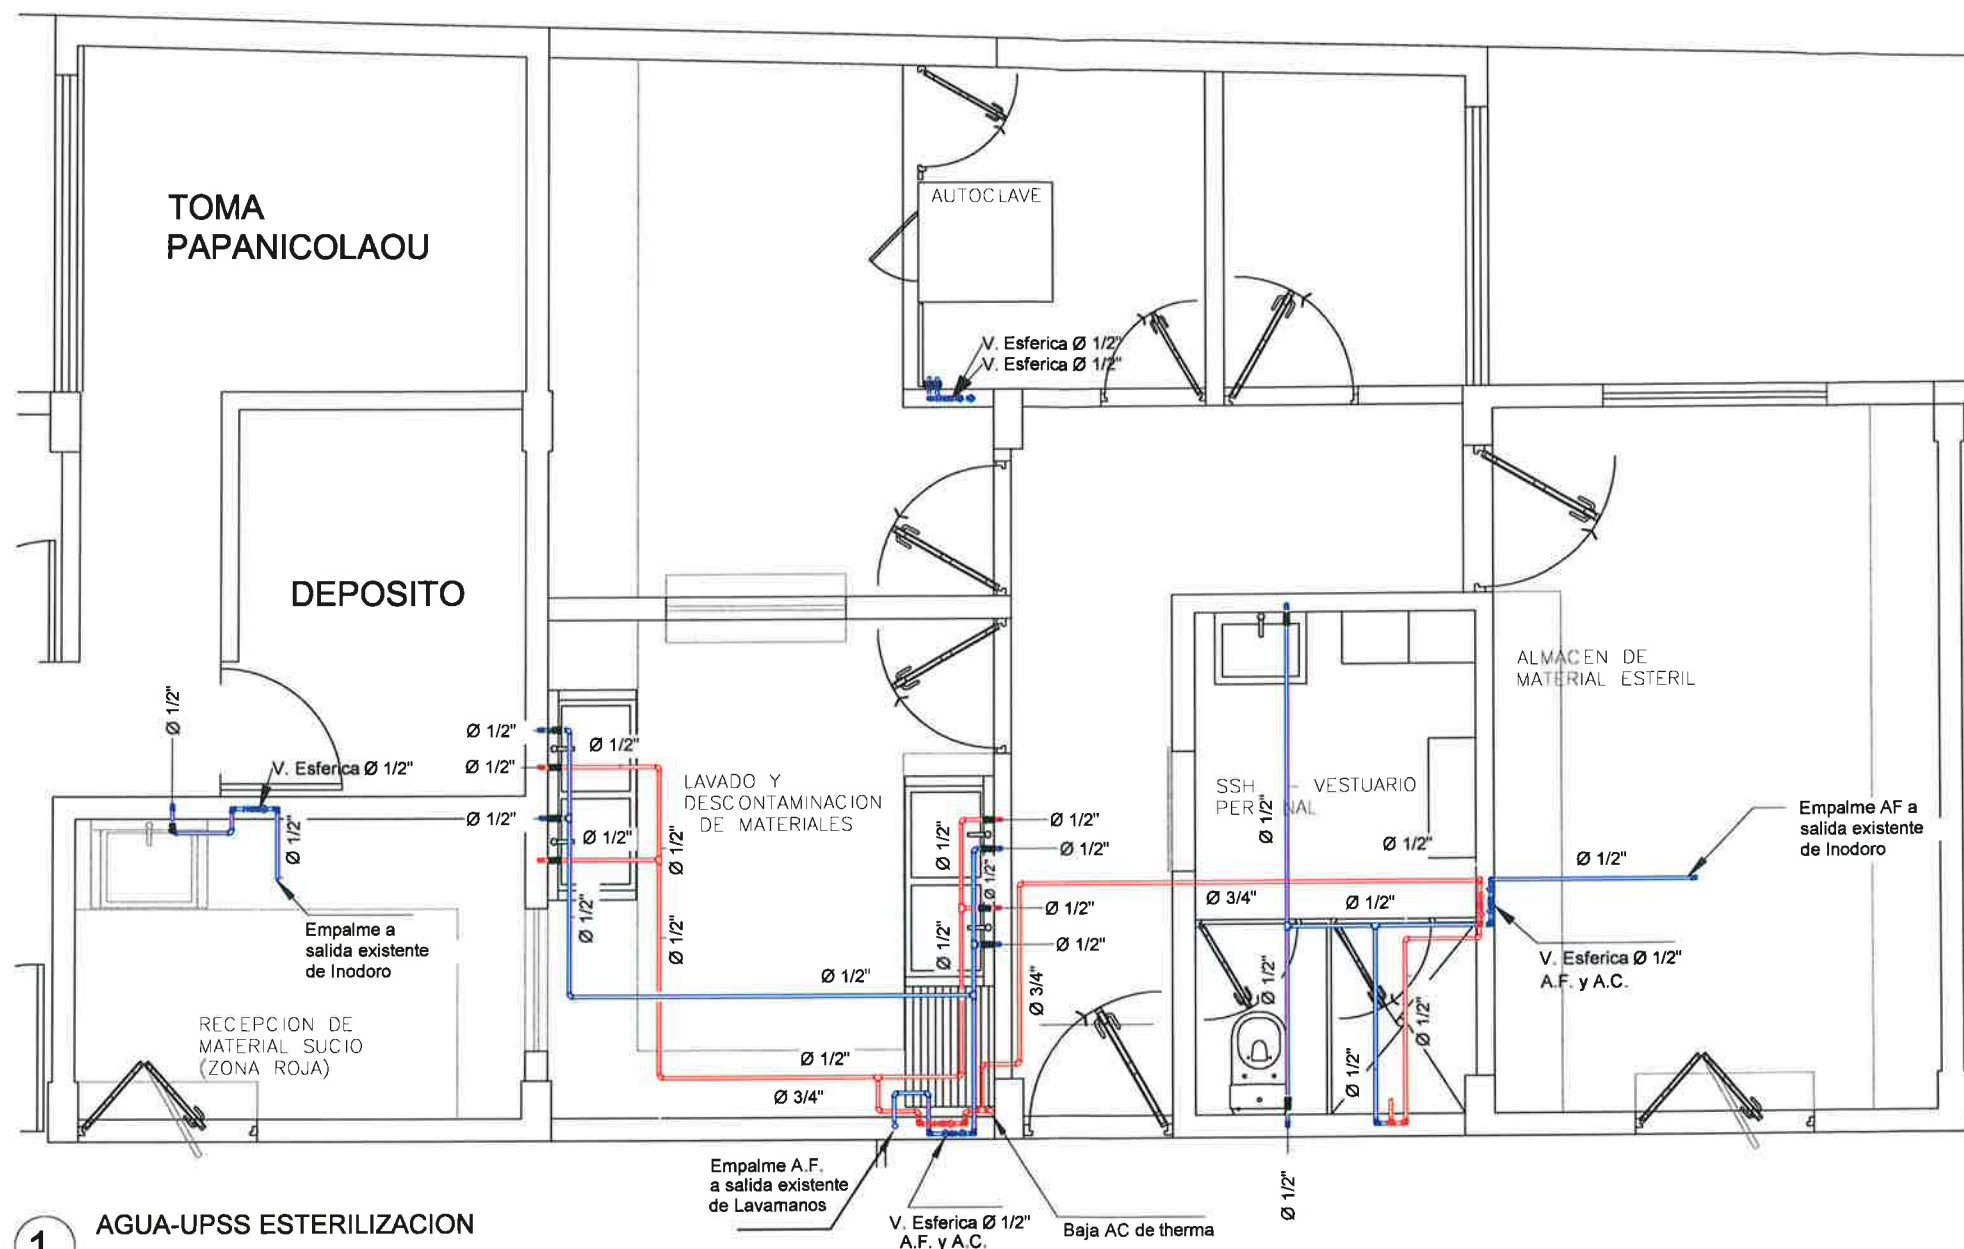 TOMA
PAPANICOLAOU
AUTOCLAVE
V. Esferica Ø 1/2"
V. Esferica Ø 1/2"
DEPOSITO
ALMACEN DE
MATERIAL ESTERIL
Ø 1/2"
Ø 1/2"
Ø 1/2"
V. Esferica Ø 1/2"
Ø 1/2"
LAVADO Y
DESCONTAMINACION
DE MATERIALES
SSH - VESTUARIO
PER NAL
Ø 1/2"
Empalme AF a
salida existente
de Inodoro
Ø 1/2"
Ø 1/2"
Ø 1/2"
Ø 1/2"
Ø 1/2"
Ø 1/2"
Ø 1/2"
Ø 1/2"
Ø 1/2"
Ø 1/2"
Ø 1/2"
Ø 3/4"
Ø 1/2"
Ø 1/2"
Empalme a
salida existente
de Inodoro
Ø 1/2"
Ø 1/2"
Ø 1/2"
Ø 1/2"
V. Esferica Ø 1/2"
A.F. y A.C.
Ø 1/2"
Ø 3/4"
Ø 1/2"
Ø 1/2"
RECEPCION DE
MATERIAL SUCIO
(ZONA ROJA)
Ø 1/2"
Ø 1/2"
Ø 3/4"
Empalme A.F.
a salida existente
de Lavamanos
V. Esferica Ø 1/2"
A.F. y A.C.
Baja AC de therma
Ø 1/2"
1
AGUA-UPSS ESTERILIZACION